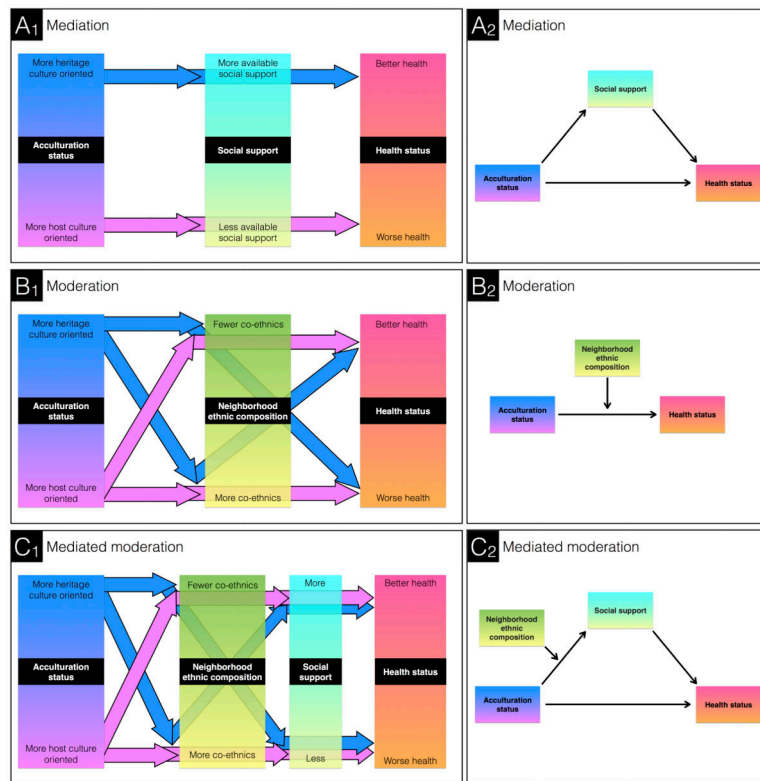 A1 Mediation
More heritage
culture oriented
More available
social support
Better health
Acculturation
status
Social support
Health status
More host culture
oriented
Less available
social support
Worse health
A2 Mediation
Social support
Acculturation
status
Health status
B1 Moderation
More heritage
culture oriented
Fewer co-ethnics
Better health
Acculturation
status
Neighborhood
ethnic composition
Health status
More host culture
oriented
More co-ethnics
Worse health
B2 Moderation
Neighborhood
ethnic
composition
Acculturation
status
Health status
C1 Mediated moderation
More heritage
culture oriented
Fewer co-ethnics
More
Better health
Acculturation
status
Neighborhood
ethnic composition
Social
support
Health status
More host culture
oriented
More co-ethnics
Less
Worse health
C2 Mediated moderation
Social support
Neighborhood
ethnic
composition
Acculturation
status
Health status